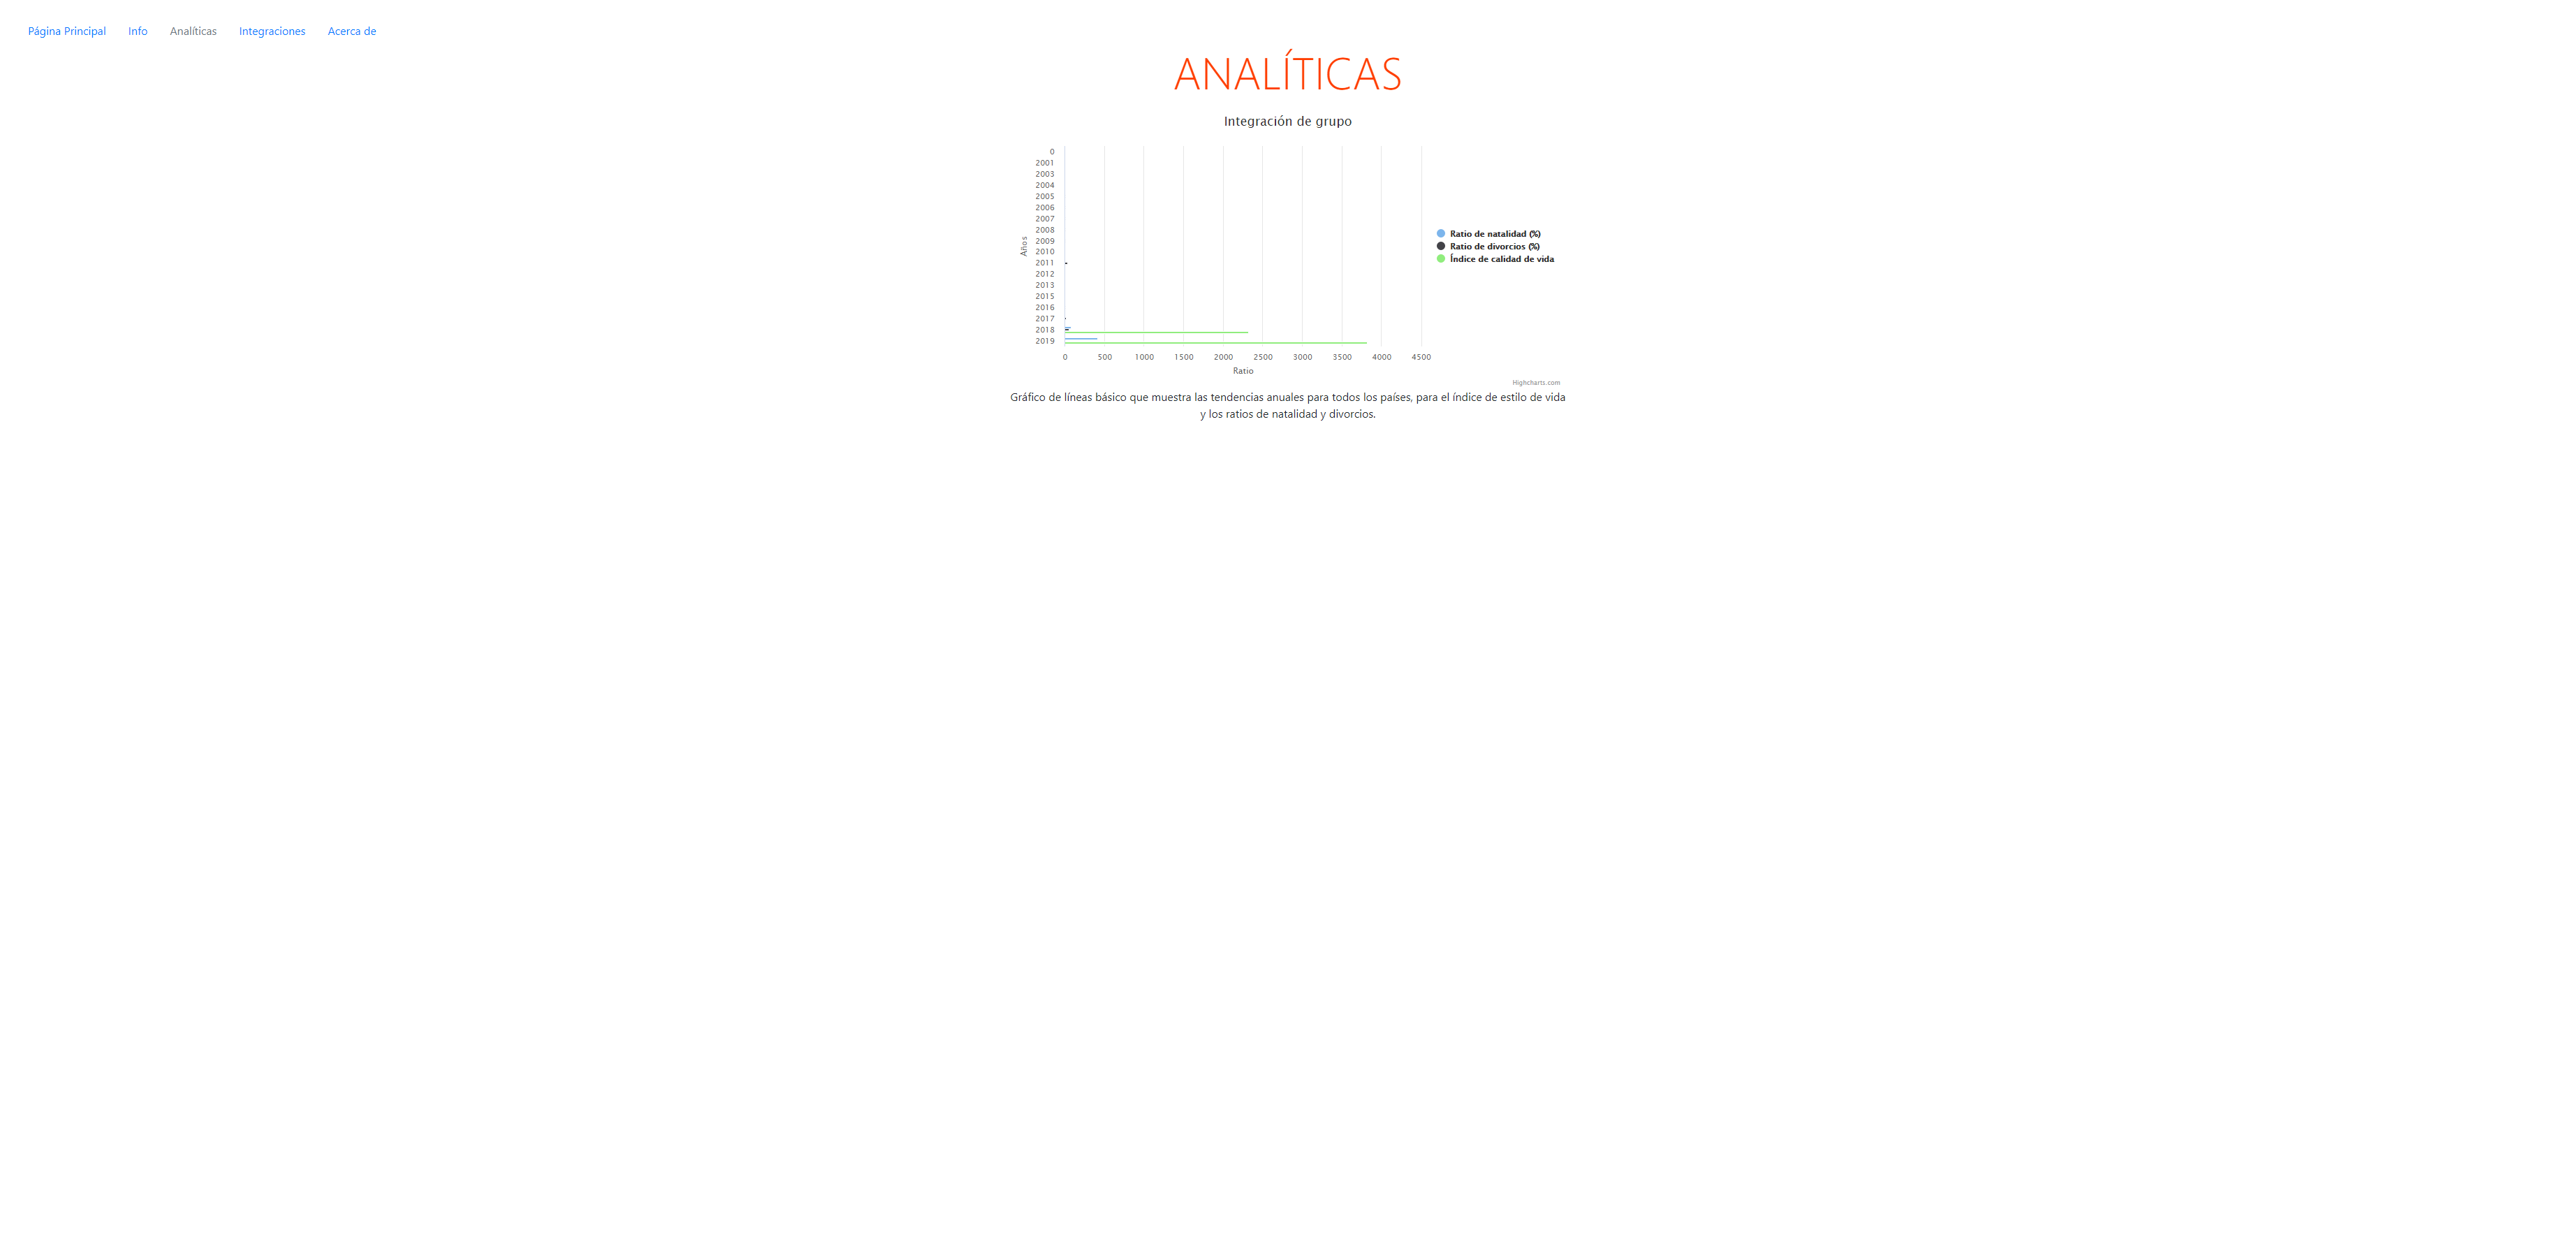 Página Principal Info Analíticas Integraciones Acerca de
ANALÍTICAS
Integración de grupo
Años
0
2001
2003
2004
2005
2006
2007
2008
2009
2010
2011
2012
2013
2015
2016
2017
2018
2019
0 500 1000 1500 2000 2500 3000 3500 4000 4500
Ratio
Ratio de natalidad (%)
Ratio de divorcios (%)
Índice de calidad de vida
Highcharts.com
Gráfico de líneas básico que muestra las tendencias anuales para todos los países, para el índice de estilo de vida
y los ratios de natalidad y divorcios.